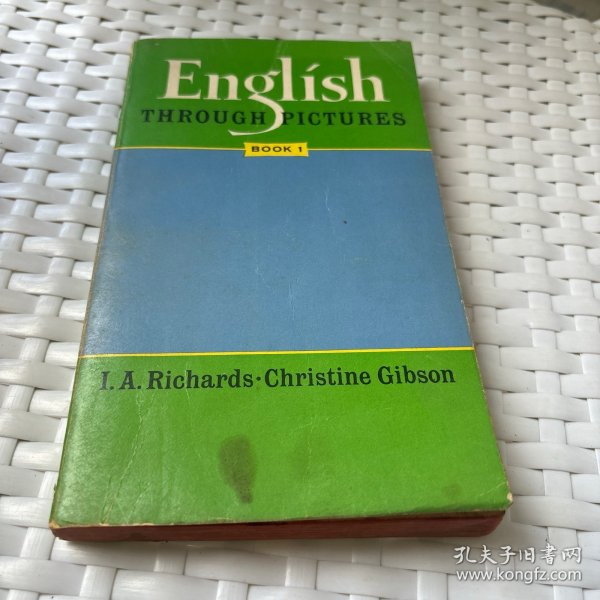 English
THROUGH PICTURES
BOOK 1
I. A. Richards · Christine Gibson
孔夫子旧书网
www.kongfz.com